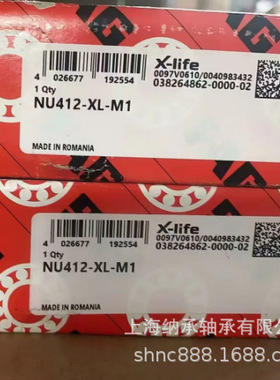 X-life
0097V0610/0040983432
038264862-0000-02
4 026677 192554
1 Qty
NU412-XL-M1
MADE IN ROMANIA
X-life
0097V0610/0040983432
038264862-0000-02
4 026677 192554
1 Qty
NU412-XL-M1
MADE IN ROMANIA
上海纳承轴承有限公司
shnc888.1688.com